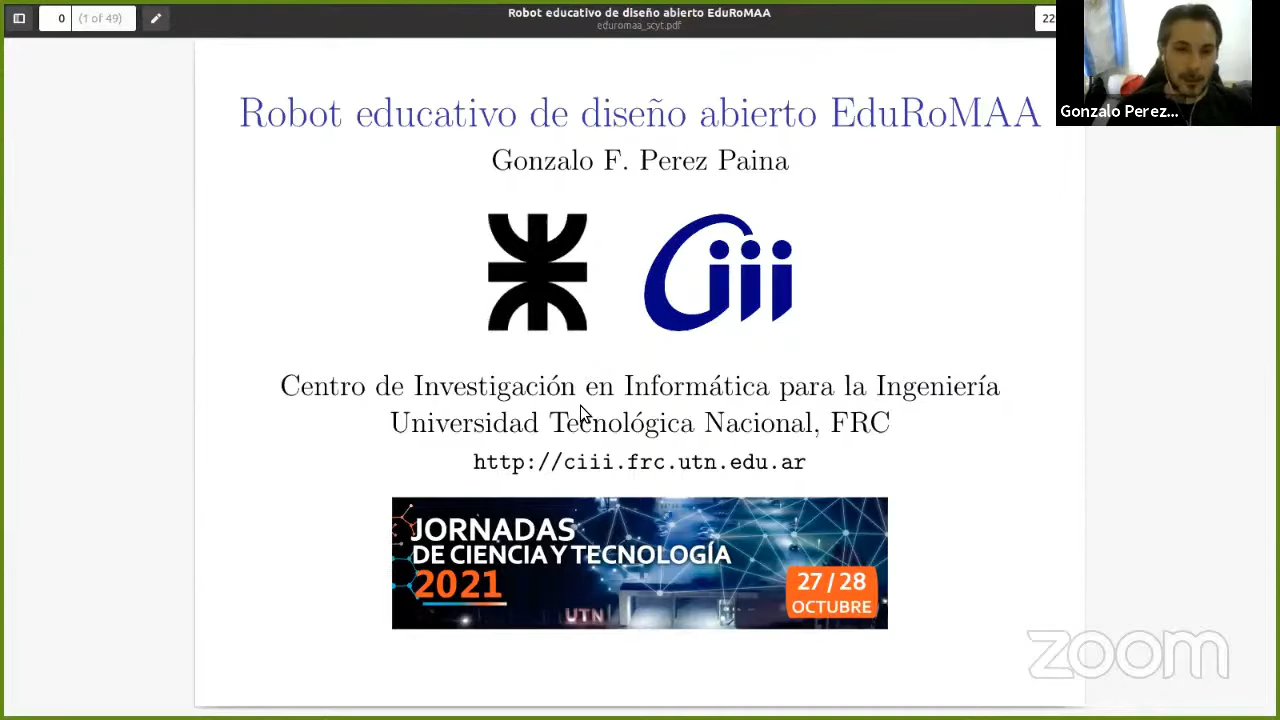 0
(1 of 49)
Robot educativo de diseño abierto EduRoMAA
eduromaa_scyt.pdf
Gonzalo Perez...
Robot educativo de diseño abierto EduRoMAA
Gonzalo F. Perez Paina
Ciii
Centro de Investigación en Informática para la Ingeniería
Universidad Tecnológica Nacional, FRC
http://ciii.frc.utn.edu.ar
JORNADAS
DE CIENCIA Y TECNOLOGÍA
2021
27 / 28
OCTUBRE
UTN
zoom